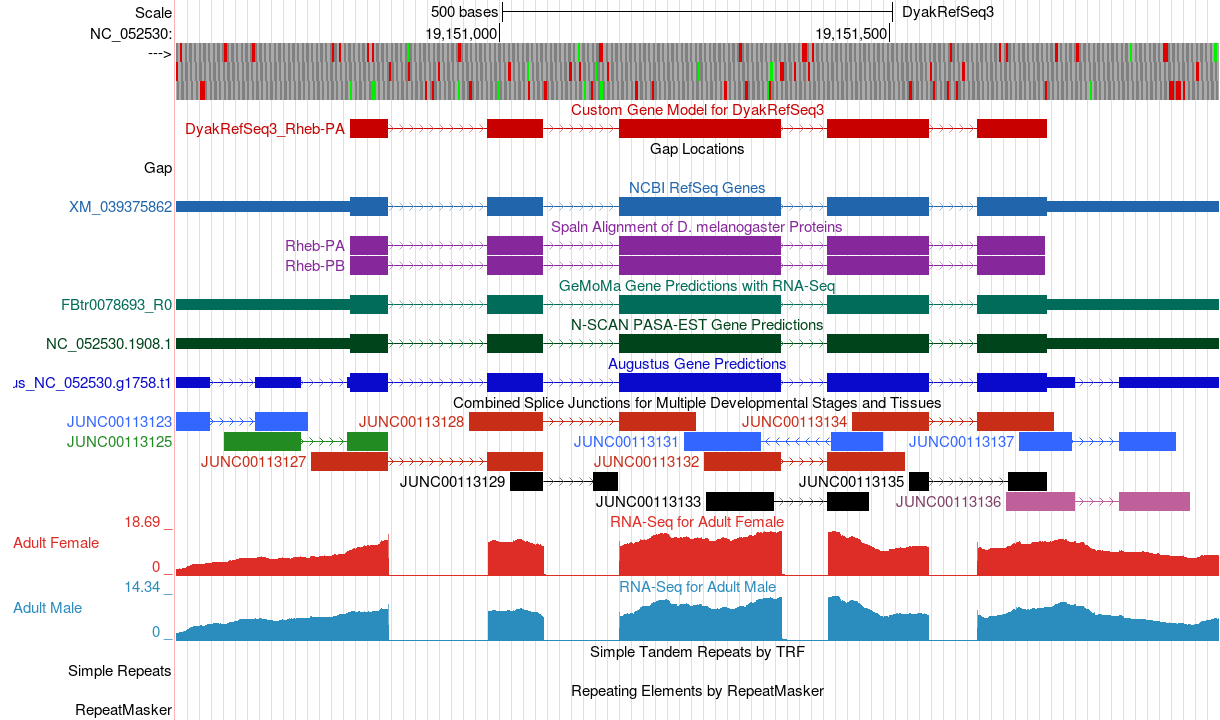 Scale 500 bases DyakRefSeq3
NC_052530: 19,151,000 19,151,500
--->
Custom Gene Model for DyakRefSeq3
DyakRefSeq3_Rheb-PA
Gap Locations
Gap
NCBI RefSeq Genes
XM_039375862
Spaln Alignment of D. melanogaster Proteins
Rheb-PA
Rheb-PB
GeMoMa Gene Predictions with RNA-Seq
FBtr0078693_R0
N-SCAN PASA-EST Gene Predictions
NC_052530.1908.1
Augustus Gene Predictions
us_NC_052530.g1758.t1
Combined Splice Junctions for Multiple Developmental Stages and Tissues
JUNC00113123 JUNC00113128 JUNC00113134
JUNC00113125 JUNC00113131 JUNC00113137
JUNC00113127 JUNC00113132
JUNC00113129 JUNC00113135
JUNC00113133 JUNC00113136
18.69 _ RNA-Seq for Adult Female
Adult Female
0 _
14.34 _ RNA-Seq for Adult Male
Adult Male
0 _
Simple Tandem Repeats by TRF
Simple Repeats
Repeating Elements by RepeatMasker
RepeatMasker